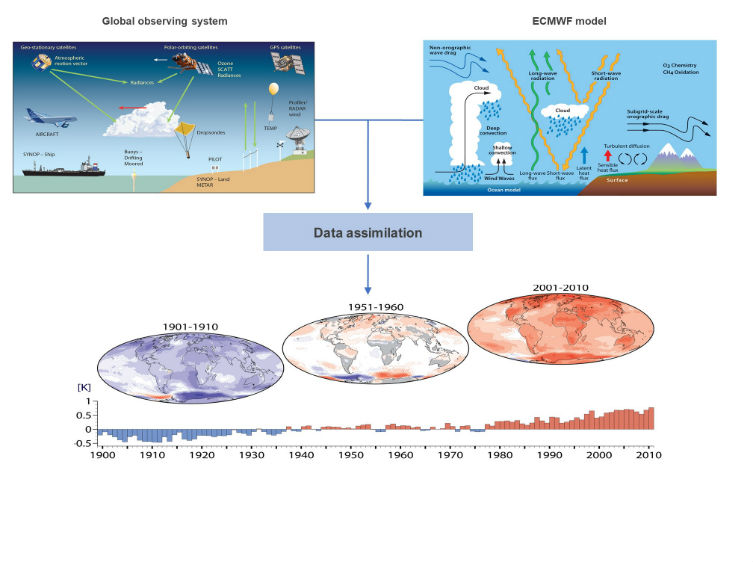 Global observing system
ECMWF model
Geo-stationary satellites
Polar-orbiting satellites
GPS satellites
Atmospheric
motion vector
Ozone
SCATT
Radiances
Radiances
Profiler/
RADAR
wind
AIRCRAFT
Dropsondes
TEMP
SYNOP – Ship
Buoys –
Drifting
Moored
PILOT
SYNOP – Land
METAR
Non-orographic
wave drag
Long-wave
radiation
Short-wave
radiation
O3 Chemistry
CH4 Oxidation
Cloud
Cloud
Subgrid-scale
orographic drag
Deep
convection
Turbulent diffusion
Shallow
convection
Latent
heat
flux
Sensible
heat flux
Wind Waves
Long-wave
flux
Short-wave
flux
Surface
Ocean model
Data assimilation
1901-1910
1951-1960
2001-2010
[K]
1
0.5
0
-0.5
1900 1910 1920 1930 1940 1950 1960 1970 1980 1990 2000 2010